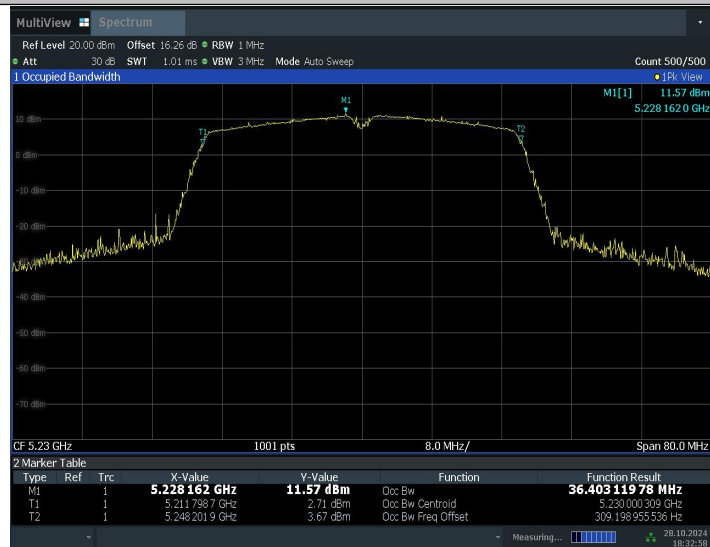 MultiView Spectrum
Ref Level 20.00 dBm Offset 16.26 dB RBW 1 MHz
Att 30 dB SWT 1.01 ms VBW 3 MHz Mode Auto Sweep Count 500/500
1 Occupied Bandwidth 1Pk View
M1[1] 11.57 dBm
5.228 162 0 GHz
M1
10 dBm
T1 T2
0 dBm
-10 dBm
-20 dBm
-40 dBm
-50 dBm
-60 dBm
-70 dBm
CF 5.23 GHz 1001 pts 8.0 MHz/ Span 80.0 MHz
2 Marker Table
Type Ref Trc X-Value Y-Value Function Function Result
M1 1 5.228 162 GHz 11.57 dBm Occ Bw 36.403 119 78 MHz
T1 1 5.211 798 7 GHz 2.71 dBm Occ Bw Centroid 5.230 000 309 GHz
T2 1 5.248 201 9 GHz 3.67 dBm Occ Bw Freq Offset 309.198 955 536 Hz
Measuring... 28.10.2024
18:32:58